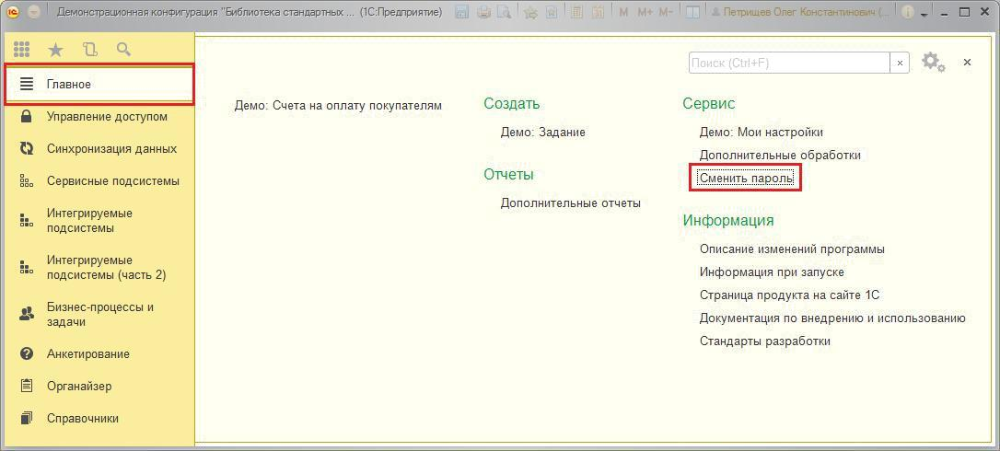 Демонстрационная конфигурация "Библиотека стандартных ... (1С:Предприятие)
M M+ M-
Петрищев Олег Константинович (...
Поиск (Ctrl+F)
Главное
Управление доступом
Синхронизация данных
Сервисные подсистемы
Интегрируемые
подсистемы
Интегрируемые
подсистемы (часть 2)
Бизнес-процессы и
задачи
Анкетирование
Органайзер
Справочники
Демо: Счета на оплату покупателям
Создать
Демо: Задание
Отчеты
Дополнительные отчеты
Сервис
Демо: Мои настройки
Дополнительные обработки
Сменить пароль
Информация
Описание изменений программы
Информация при запуске
Страница продукта на сайте 1С
Документация по внедрению и использованию
Стандарты разработки